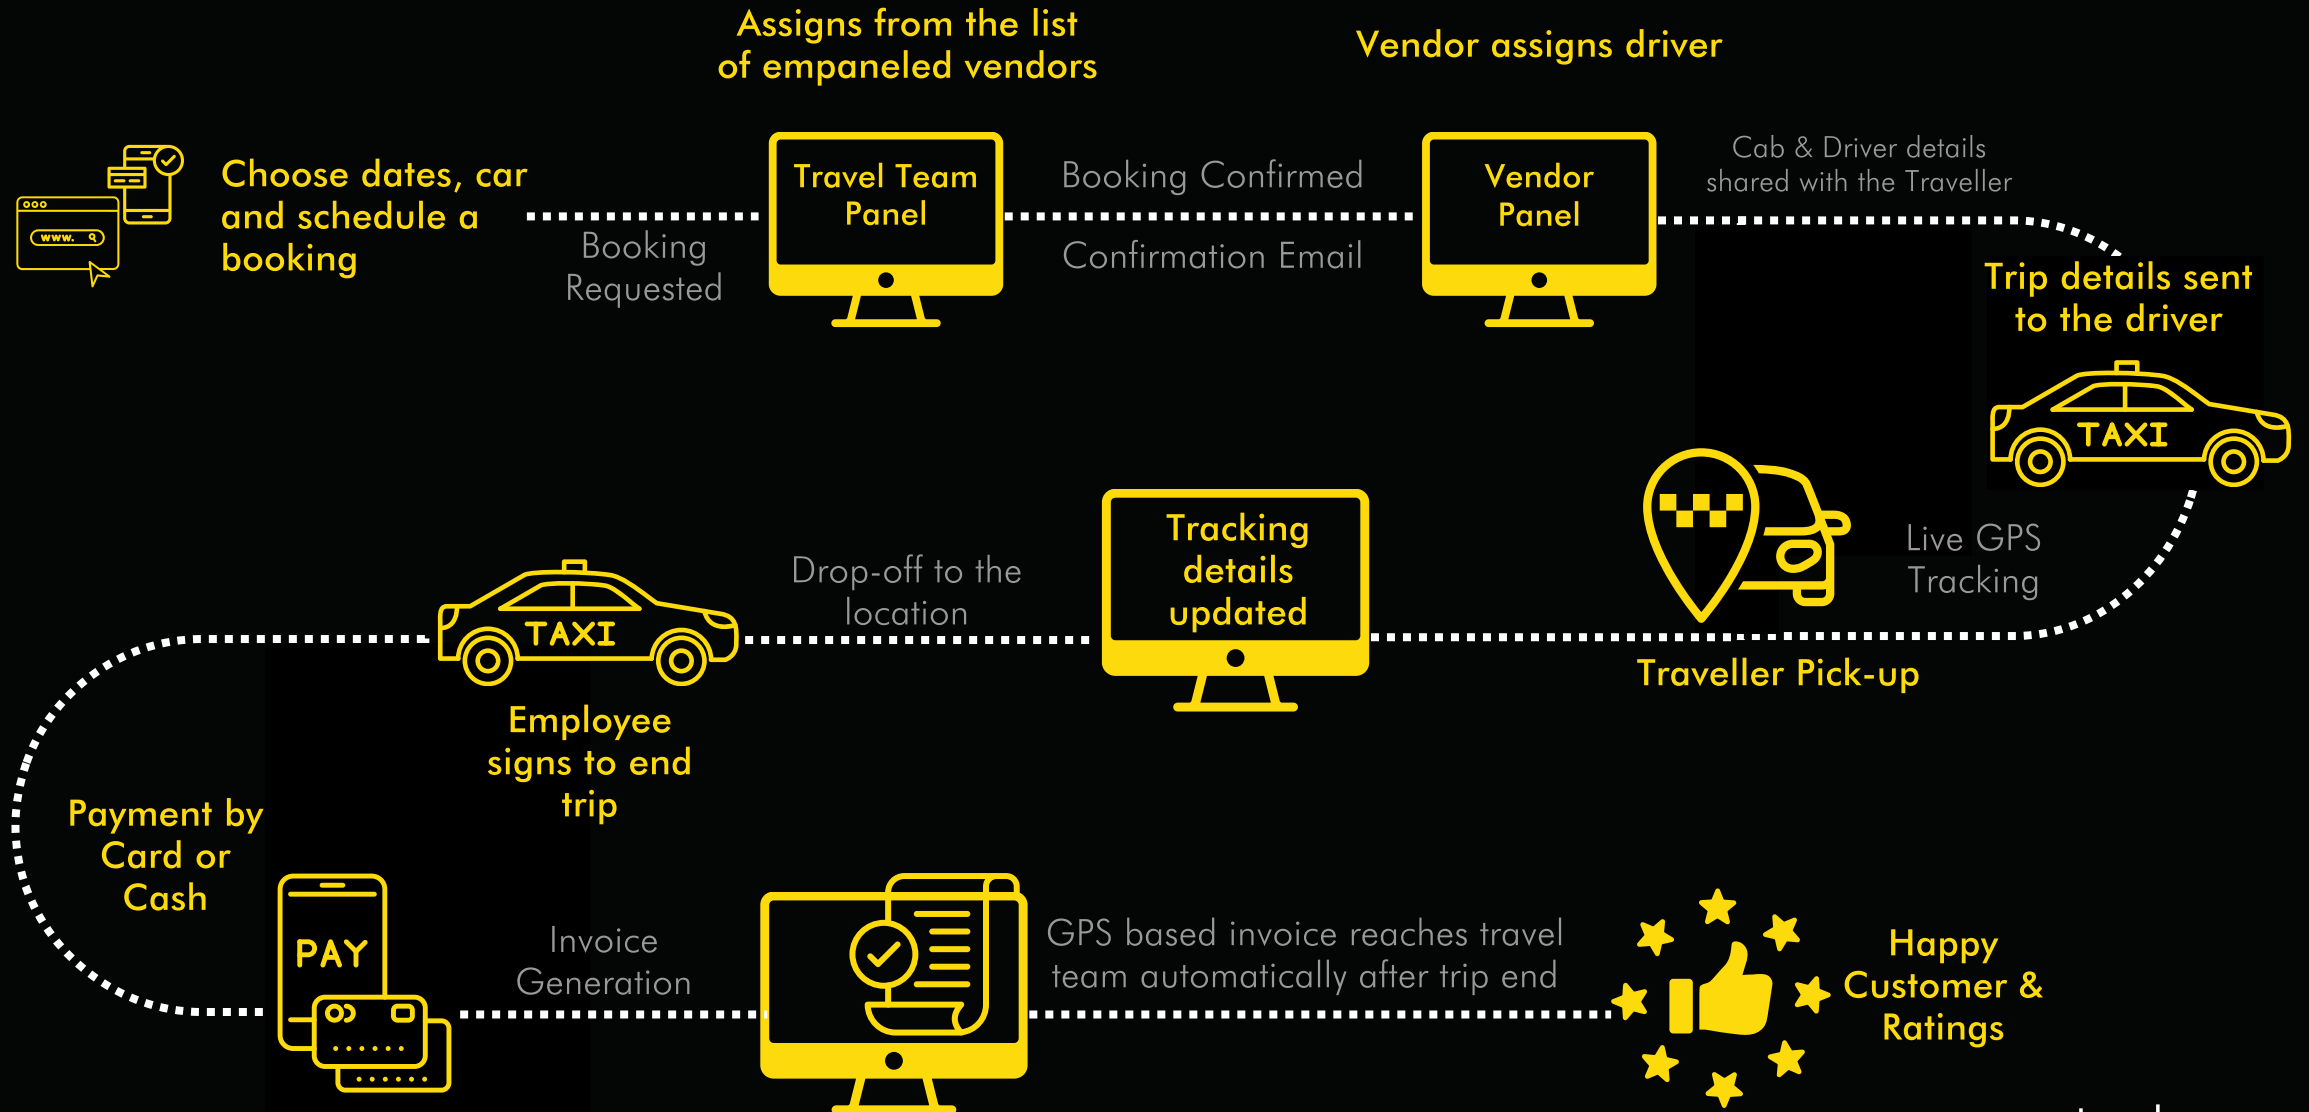 Assigns from the list
of empaneled vendors
Vendor assigns driver
www.
Choose dates, car
and schedule a
booking
Booking
Requested
Travel Team
Panel
Booking Confirmed
Confirmation Email
Vendor
Panel
Cab & Driver details
shared with the Traveller
Trip details sent
to the driver
TAXI
Live GPS
Tracking
Traveller Pick-up
Tracking
details
updated
Drop-off to the
location
TAXI
Employee
signs to end
trip
Payment by
Card or
Cash
PAY
Invoice
Generation
GPS based invoice reaches travel
team automatically after trip end
Happy
Customer &
Ratings